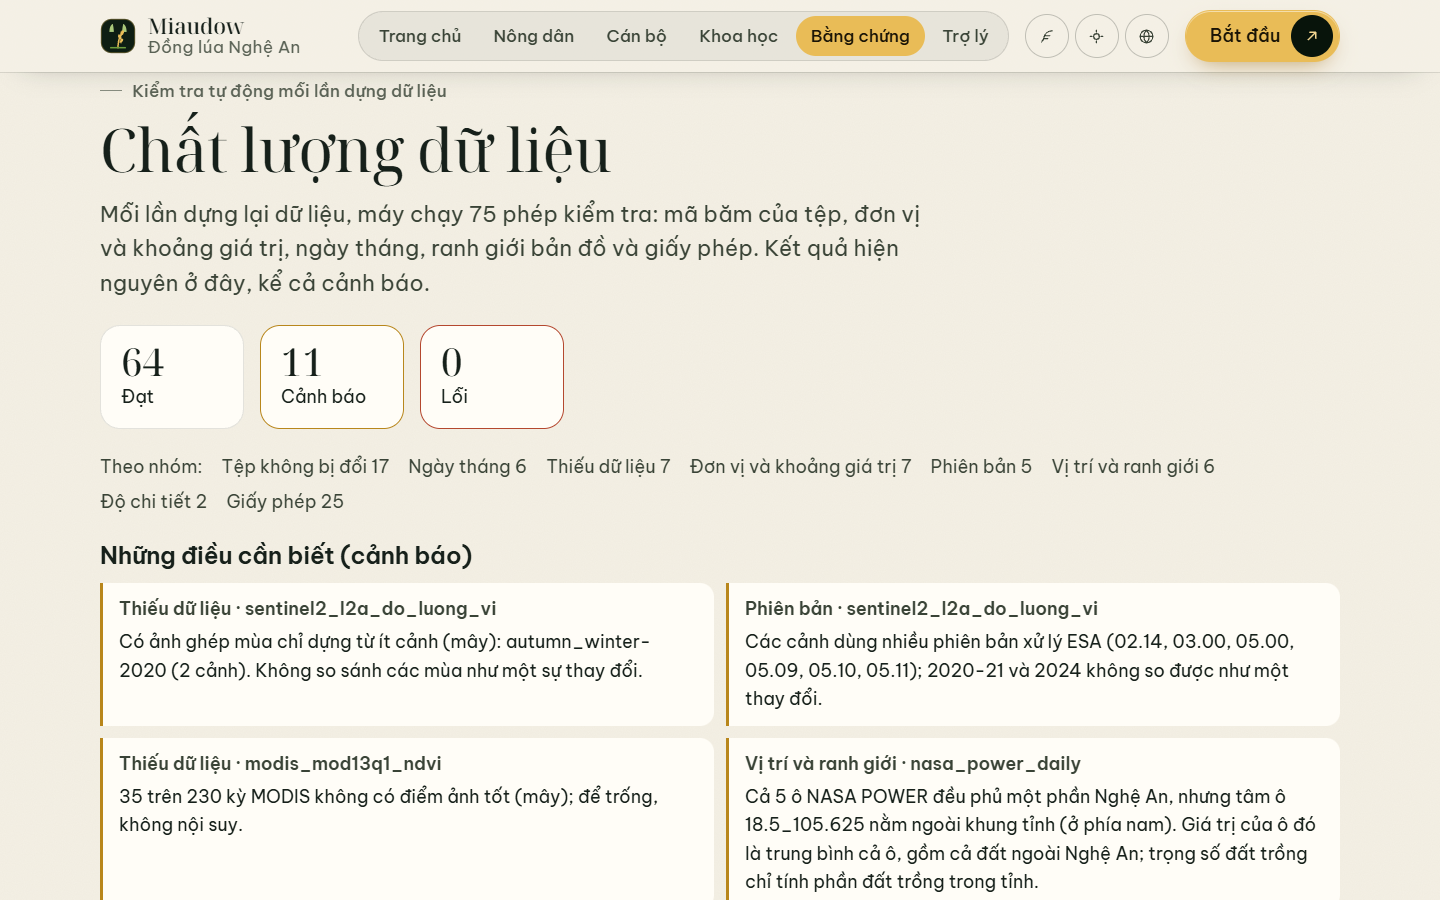 Miaudow
Đồng lúa Nghệ An
Trang chủ
Nông dân
Cán bộ
Khoa học
Bằng chứng
Trợ lý
Bắt đầu
Kiểm tra tự động mỗi lần dựng dữ liệu
Chất lượng dữ liệu
Mỗi lần dựng lại dữ liệu, máy chạy 75 phép kiểm tra: mã băm của tệp, đơn vị
và khoảng giá trị, ngày tháng, ranh giới bản đồ và giấy phép. Kết quả hiện
nguyên ở đây, kể cả cảnh báo.
64
Đạt
11
Cảnh báo
0
Lỗi
Theo nhóm: Tệp không bị đổi 17 Ngày tháng 6 Thiếu dữ liệu 7 Đơn vị và khoảng giá trị 7 Phiên bản 5 Vị trí và ranh giới 6
Độ chi tiết 2 Giấy phép 25
Những điều cần biết (cảnh báo)
Thiếu dữ liệu · sentinel2_l2a_do_luong_vi
Có ảnh ghép mùa chỉ dựng từ ít cảnh (mây): autumn_winter-
2020 (2 cảnh). Không so sánh các mùa như một sự thay đổi.
Phiên bản · sentinel2_l2a_do_luong_vi
Các cảnh dùng nhiều phiên bản xử lý ESA (02.14, 03.00, 05.00,
05.09, 05.10, 05.11); 2020-21 và 2024 không so được như một
thay đổi.
Thiếu dữ liệu · modis_mod13q1_ndvi
35 trên 230 kỳ MODIS không có điểm ảnh tốt (mây); để trống,
không nội suy.
Vị trí và ranh giới · nasa_power_daily
Cả 5 ô NASA POWER đều phủ một phần Nghệ An, nhưng tâm ô
18.5_105.625 nằm ngoài khung tỉnh (ở phía nam). Giá trị của ô đó
là trung bình cả ô, gồm cả đất ngoài Nghệ An; trọng số đất trồng
chỉ tính phần đất trồng trong tỉnh.